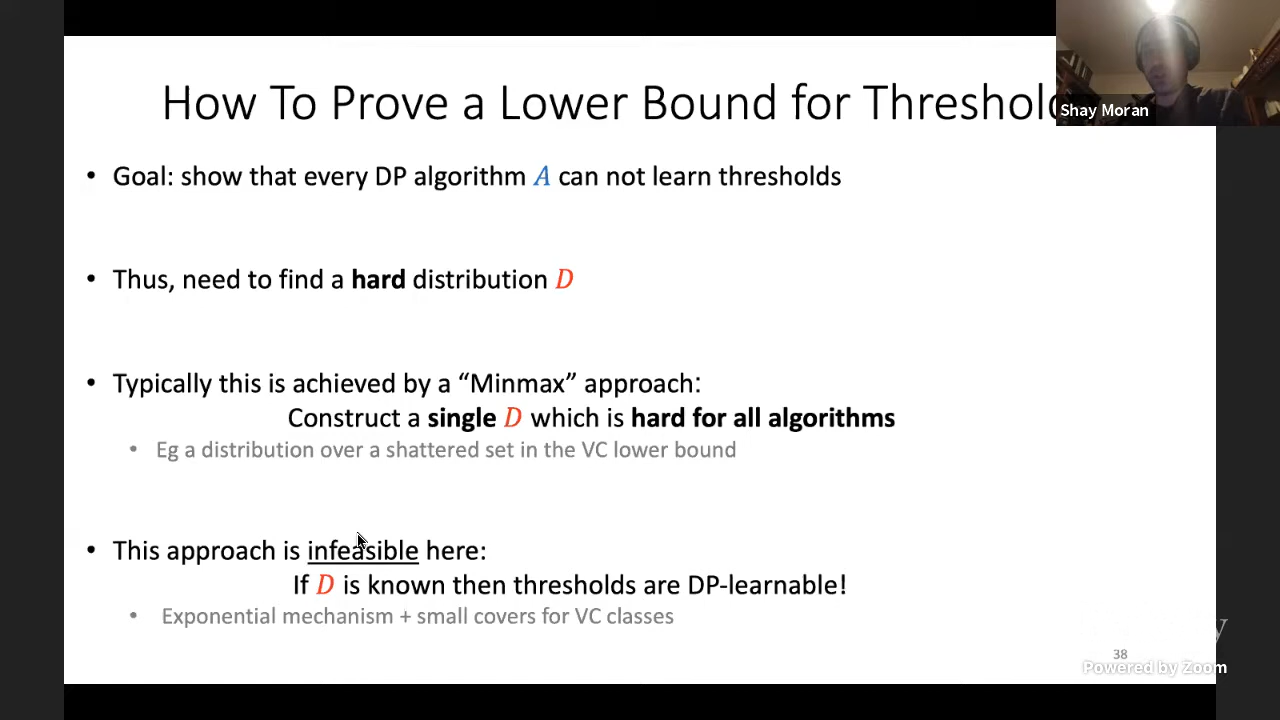 How To Prove a Lower Bound for Threshol
Shay Moran
• Goal: show that every DP algorithm A can not learn thresholds
• Thus, need to find a hard distribution D
• Typically this is achieved by a “Minmax” approach:
Construct a single D which is hard for all algorithms
• Eg a distribution over a shattered set in the VC lower bound
• This approach is infeasible here:
If D is known then thresholds are DP-learnable!
• Exponential mechanism + small covers for VC classes
38
Powered by Zoom